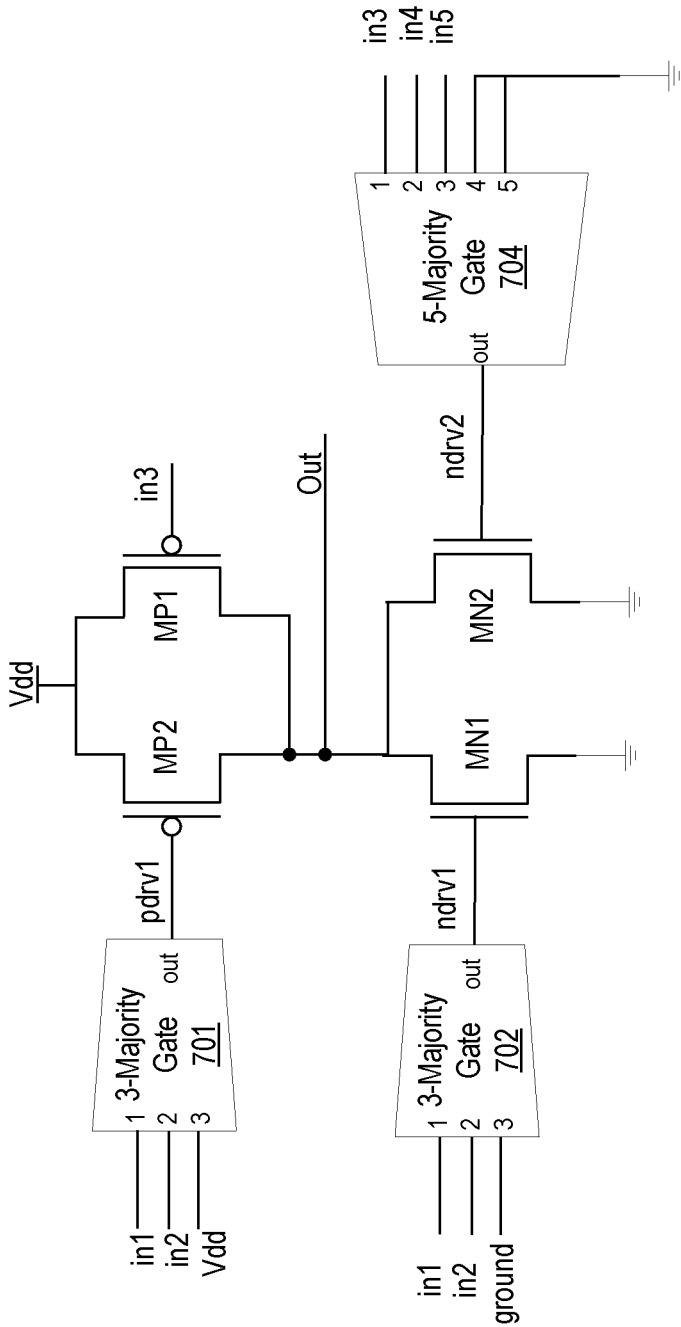 Vdd
pdrv1
MP2
MP1
in3
3-Majority
Gate
701
1
2
3
out
in1
in2
Vdd
Out
3-Majority
Gate
702
1
2
3
out
in1
in2
ground
ndrv1
MN1
MN2
ndrv2
5-Majority
Gate
704
out
1
2
3
4
5
in3
in4
in5